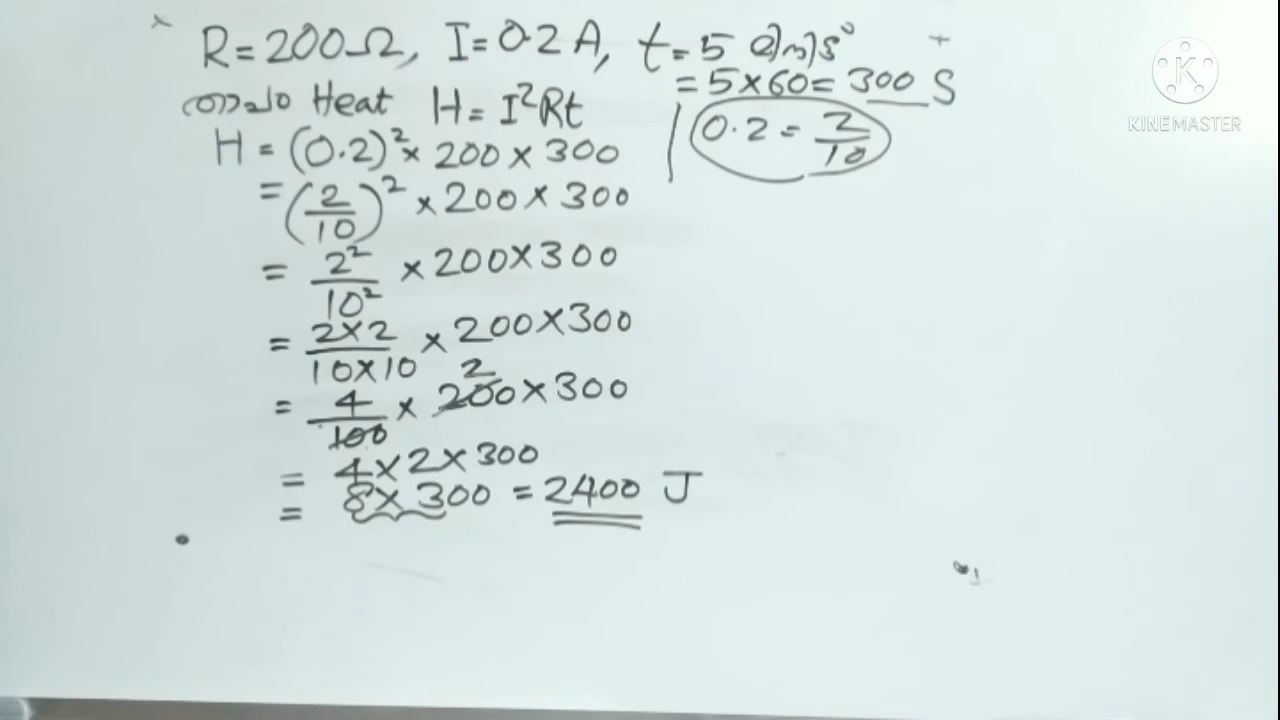 R = 200Ω, I = 0.2 A, t = 5 മിനിട്ട്
= 5 × 60 = 300 S
താപം Heat H = I²Rt
0.2 = 2/10
H = (0.2)² × 200 × 300
= (2/10)² × 200 × 300
= 2²/10² × 200 × 300
= 2×2/10×10 × 200 × 300
= 4/100 × 200 × 300
2
= 4 × 2 × 300
= 8 × 300 = 2400 J
K
KINEMASTER